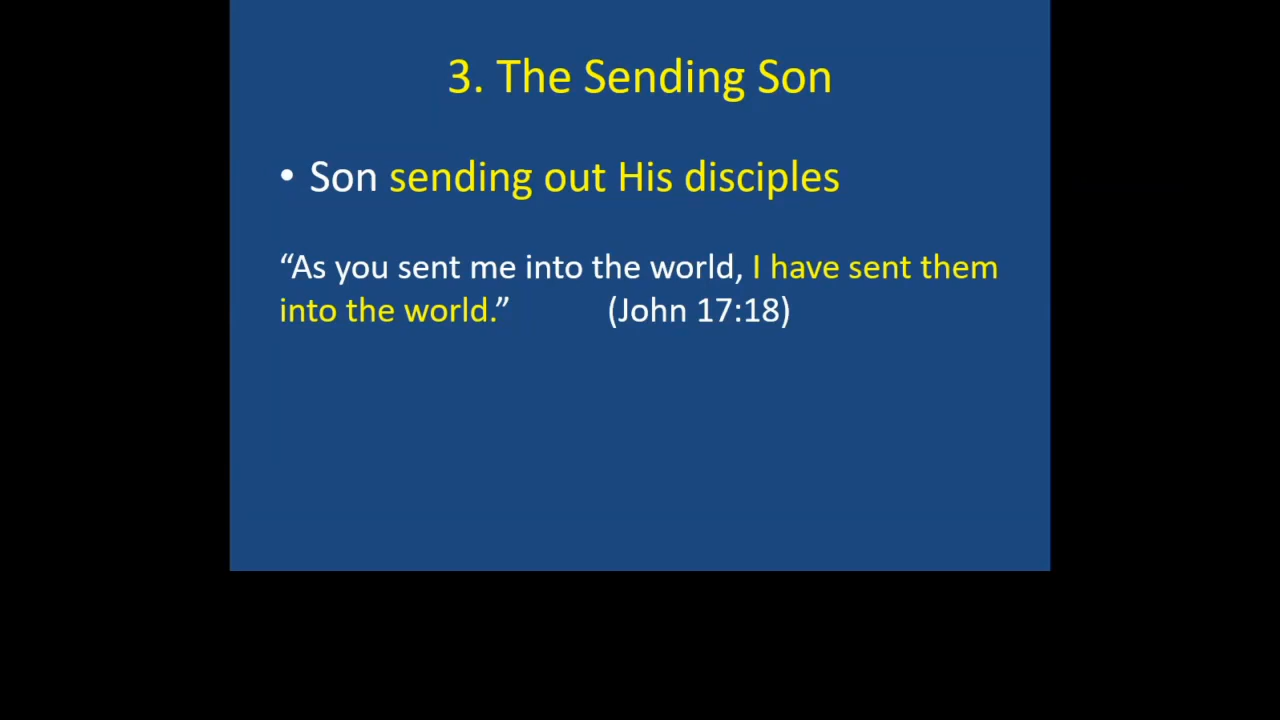 3. The Sending Son
• Son sending out His disciples
“As you sent me into the world, I have sent them
into the world.” (John 17:18)